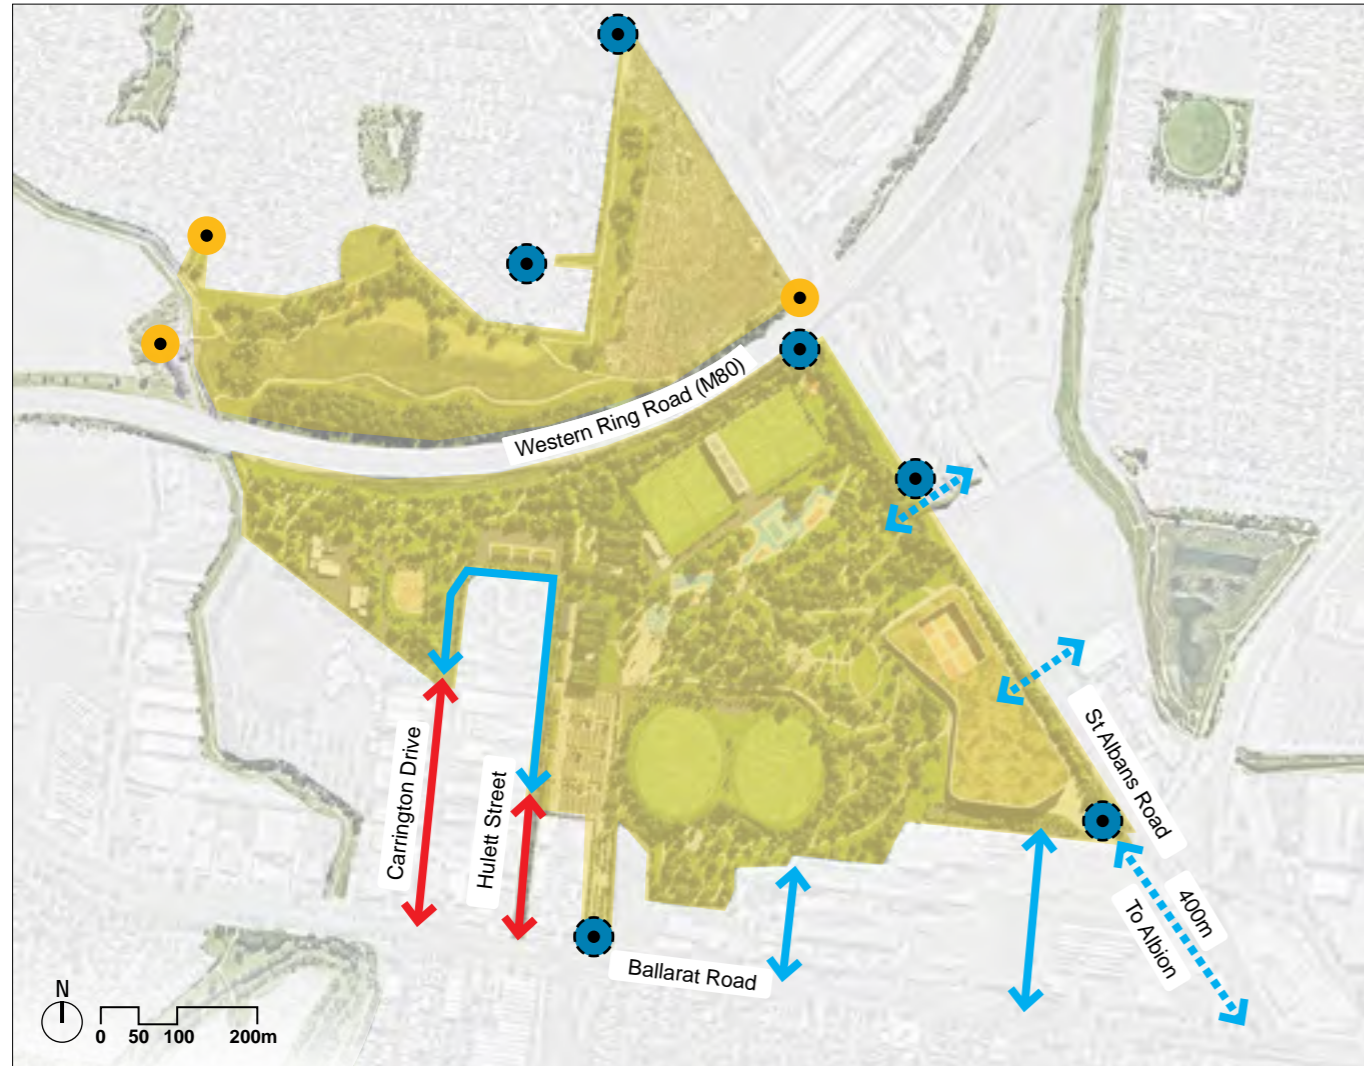 Western Ring Road (M80)
Carrington Drive
Hulett Street
St Albans Road
400m
To Albion
Ballarat Road
N
0 50 100 200m